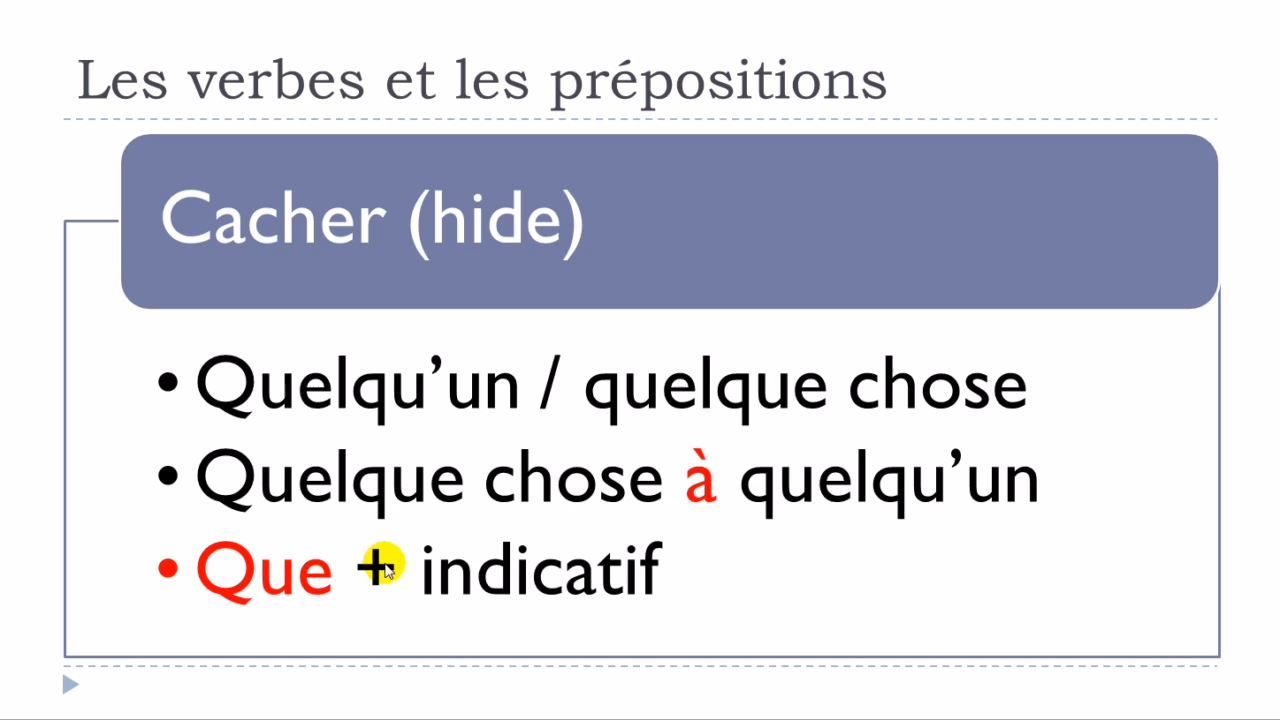 Les verbes et les prépositions
Cacher (hide)
• Quelqu’un / quelque chose
• Quelque chose à quelqu’un
• Que + indicatif